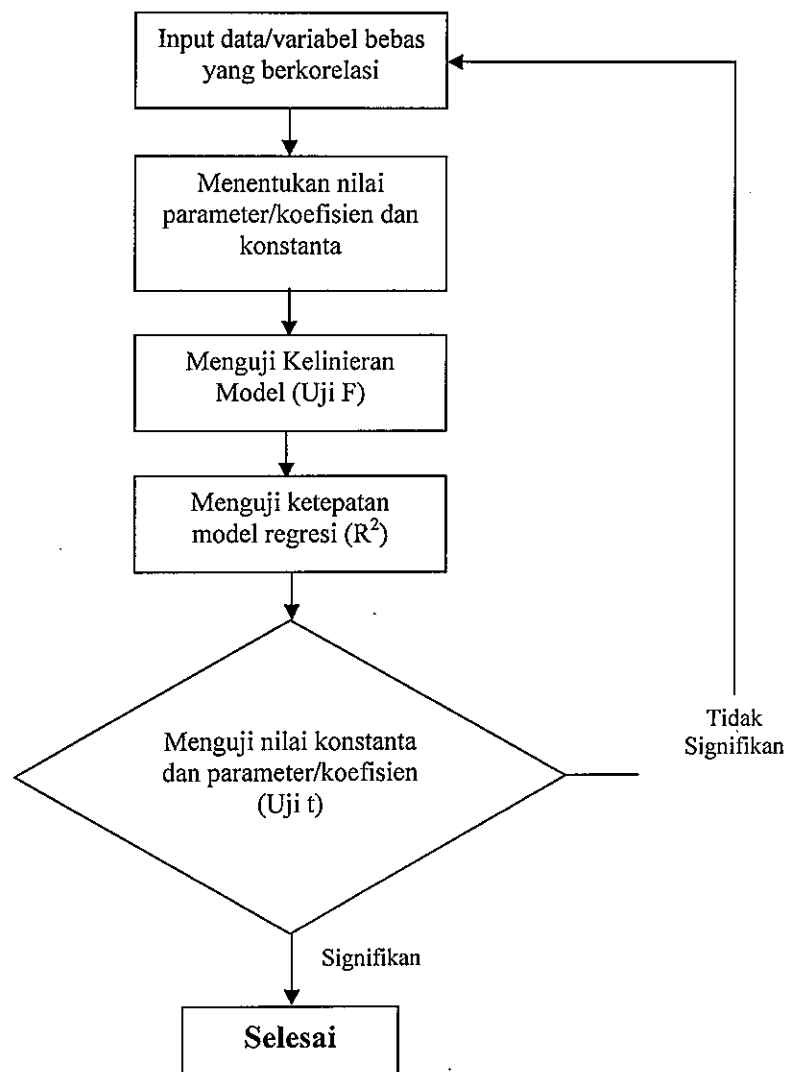 Input data/variabel bebas
yang berkorelasi
Menentukan nilai
parameter/koefisien dan
konstanta
Menguji Kelinieran
Model (Uji F)
Menguji ketepatan
model regresi (R²)
Menguji nilai konstanta
dan parameter/koefisien
(Uji t)
Tidak
Signifikan
Signifikan
Selesai